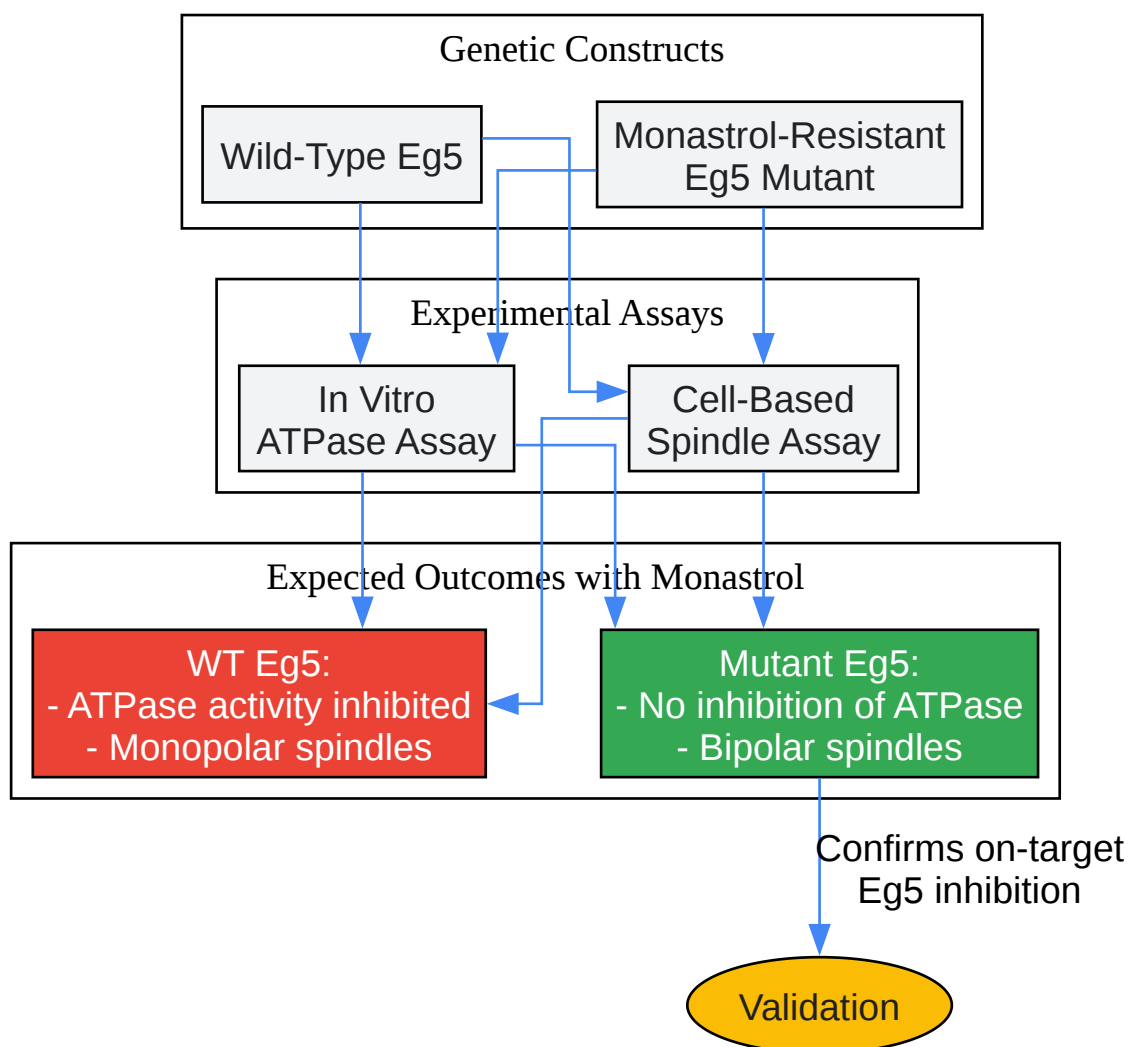 Genetic Constructs
Wild-Type Eg5
Monastrol-Resistant
Eg5 Mutant
Experimental Assays
In Vitro
ATPase Assay
Cell-Based
Spindle Assay
Expected Outcomes with Monastrol
WT Eg5:
- ATPase activity inhibited
- Monopolar spindles
Mutant Eg5:
- No inhibition of ATPase
- Bipolar spindles
Confirms on-target
Eg5 inhibition
Validation